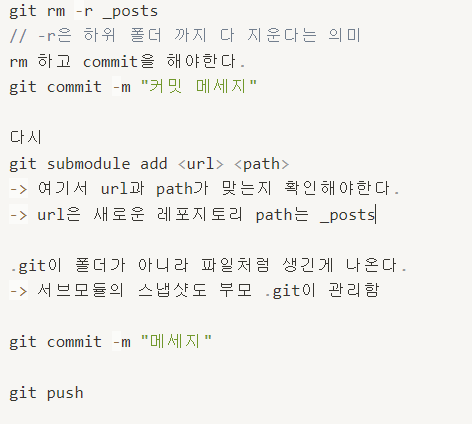 git rm -r _posts
// -r은 하위 폴더 까지 다 지운다는 의미
rm 하고 commit을 해야한다.
git commit -m "커밋 메세지"
다시
git submodule add <url> <path>
-> 여기서 url과 path가 맞는지 확인해야한다.
-> url은 새로운 레포지토리 path는 _posts
.git이 폴더가 아니라 파일처럼 생긴게 나온다.
-> 서브모듈의 스냅샷도 부모 .git이 관리함
git commit -m "메세지"
git push